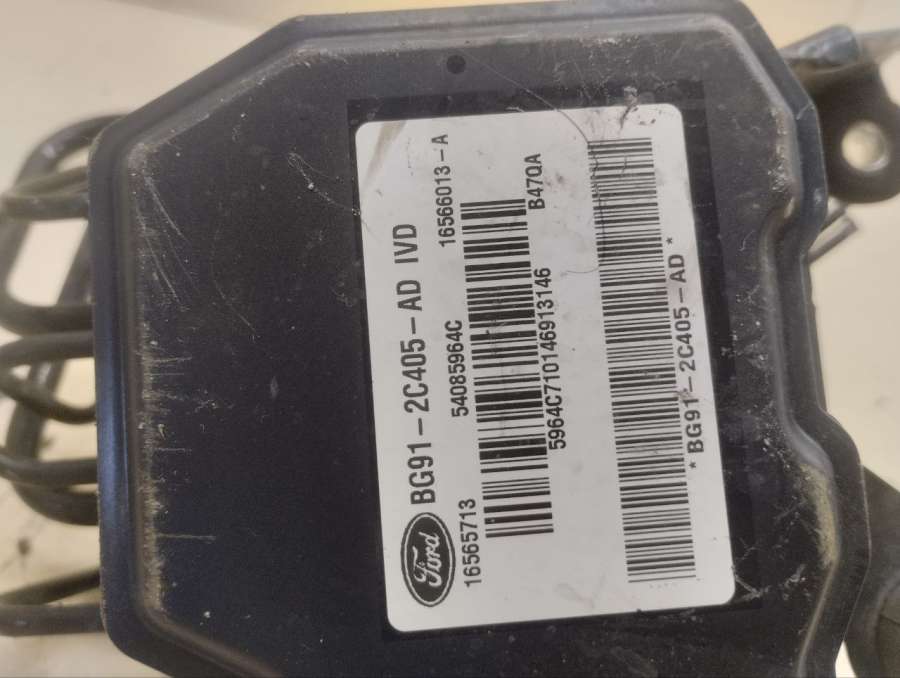 Ford BG91-2C405-AD IVD
16565713 54085964C 16566013-A
5964C710146913146 B47QA
*BG91-2C405-AD*